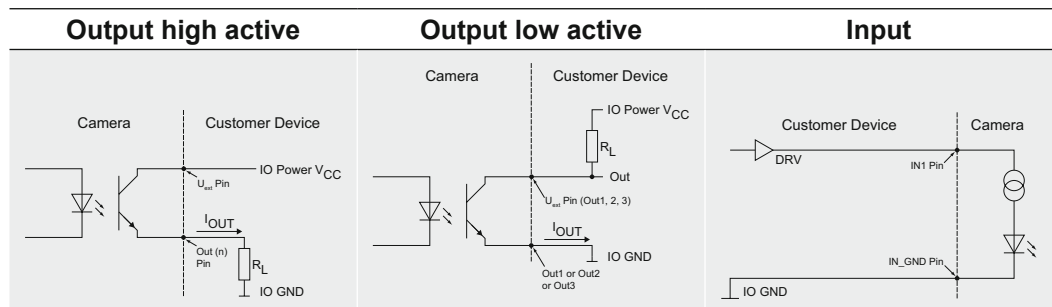 Output high active
Output low active
Input
Camera
Customer Device
IO Power VCC
Uext Pin
IOUT
Out (n)
Pin
RL
IO GND
Camera
Customer Device
IO Power VCC
RL
Out
Uext Pin (Out1, 2, 3)
IOUT
IO GND
Out1 or Out2
or Out3
Customer Device
Camera
DRV
IN1 Pin
IN_GND Pin
IO GND